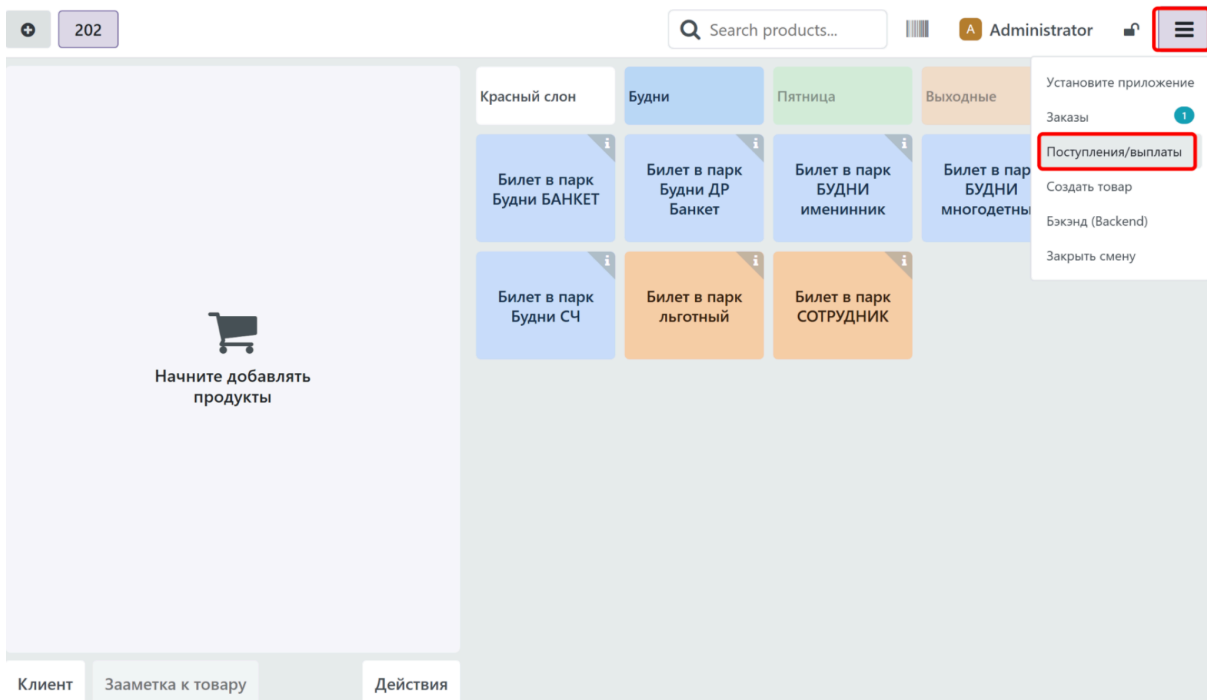 202
Search products...
A Administrator
Установите приложение
Заказы 1
Поступления/выплаты
Создать товар
Бэкэнд (Backend)
Закрыть смену
Красный слон
Будни
Пятница
Выходные
Билет в парк
Будни БАНКЕТ
Билет в парк
Будни ДР
Банкет
Билет в парк
БУДНИ
именинник
Билет в пар
БУДНИ
многодетны
Билет в парк
Будни СЧ
Билет в парк
льготный
Билет в парк
СОТРУДНИК
Начните добавлять
продукты
Клиент
Зааметка к товару
Действия